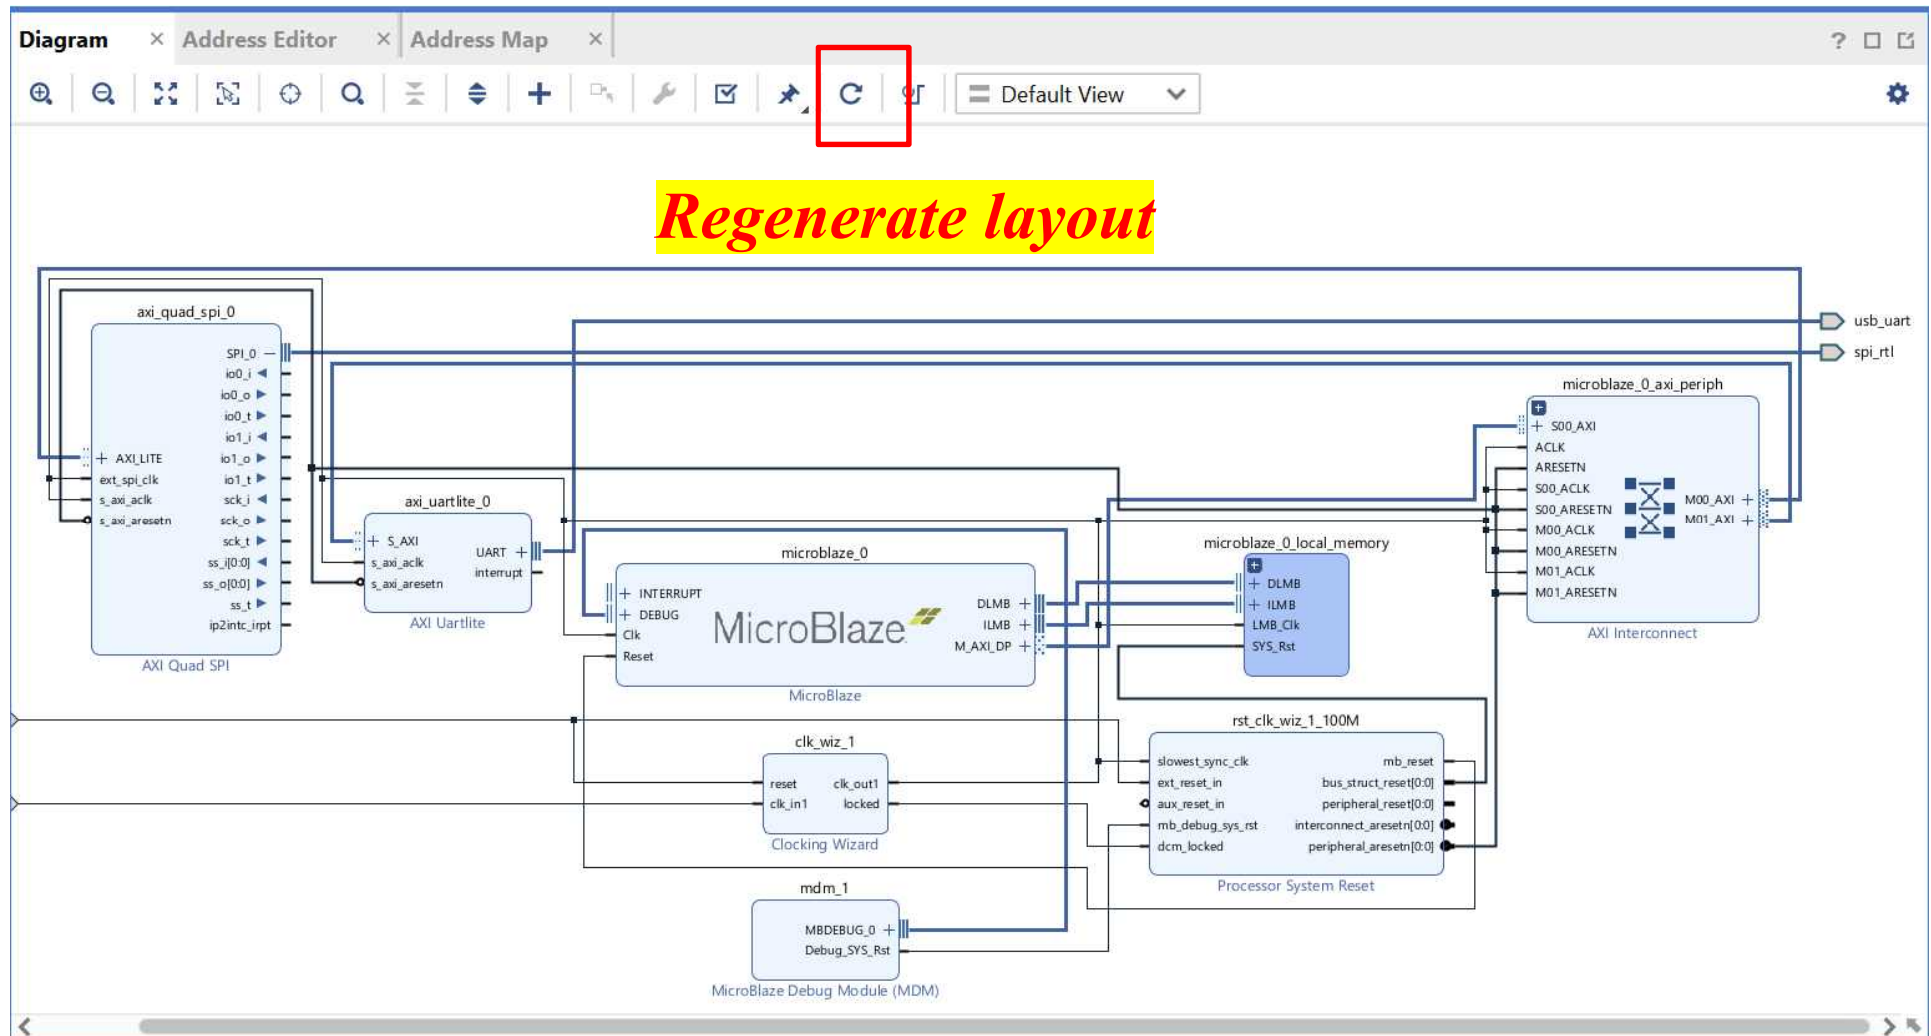 Diagram
Address Editor
Address Map
Default View
Regenerate layout
axi_quad_spi_0
SPI_0
io0_i
io0_o
io0_t
io1_i
AXI_LITE
io1_o
ext_spi_clk
io1_t
s_axi_aclk
sck_i
s_axi_aresetn
sck_o
sck_t
ss_i[0:0]
ss_o[0:0]
ss_t
ip2intc_irpt
AXI Quad SPI
axi_uartlite_0
S_AXI
UART
s_axi_aclk
interrupt
s_axi_aresetn
AXI Uartlite
microblaze_0
INTERRUPT
DEBUG
Clk
Reset
MicroBlaze
DLMB
ILMB
M_AXI_DP
MicroBlaze
microblaze_0_local_memory
DLMB
ILMB
LMB_Clk
SYS_Rst
usb_uart
spi_rtl
microblaze_0_axi_periph
S00_AXI
ACLK
ARESETN
S00_ACLK
M00_AXI
S00_ARESETN
M01_AXI
M00_ACLK
M00_ARESETN
M01_ACLK
M01_ARESETN
AXI Interconnect
clk_wiz_1
reset
clk_out1
clk_in1
locked
Clocking Wizard
rst_clk_wiz_1_100M
slowest_sync_clk
mb_reset
ext_reset_in
bus_struct_reset[0:0]
aux_reset_in
peripheral_reset[0:0]
mb_debug_sys_rst
interconnect_aresetn[0:0]
dcm_locked
peripheral_aresetn[0:0]
Processor System Reset
mdm_1
MBDEBUG_0
Debug_SYS_Rst
MicroBlaze Debug Module (MDM)